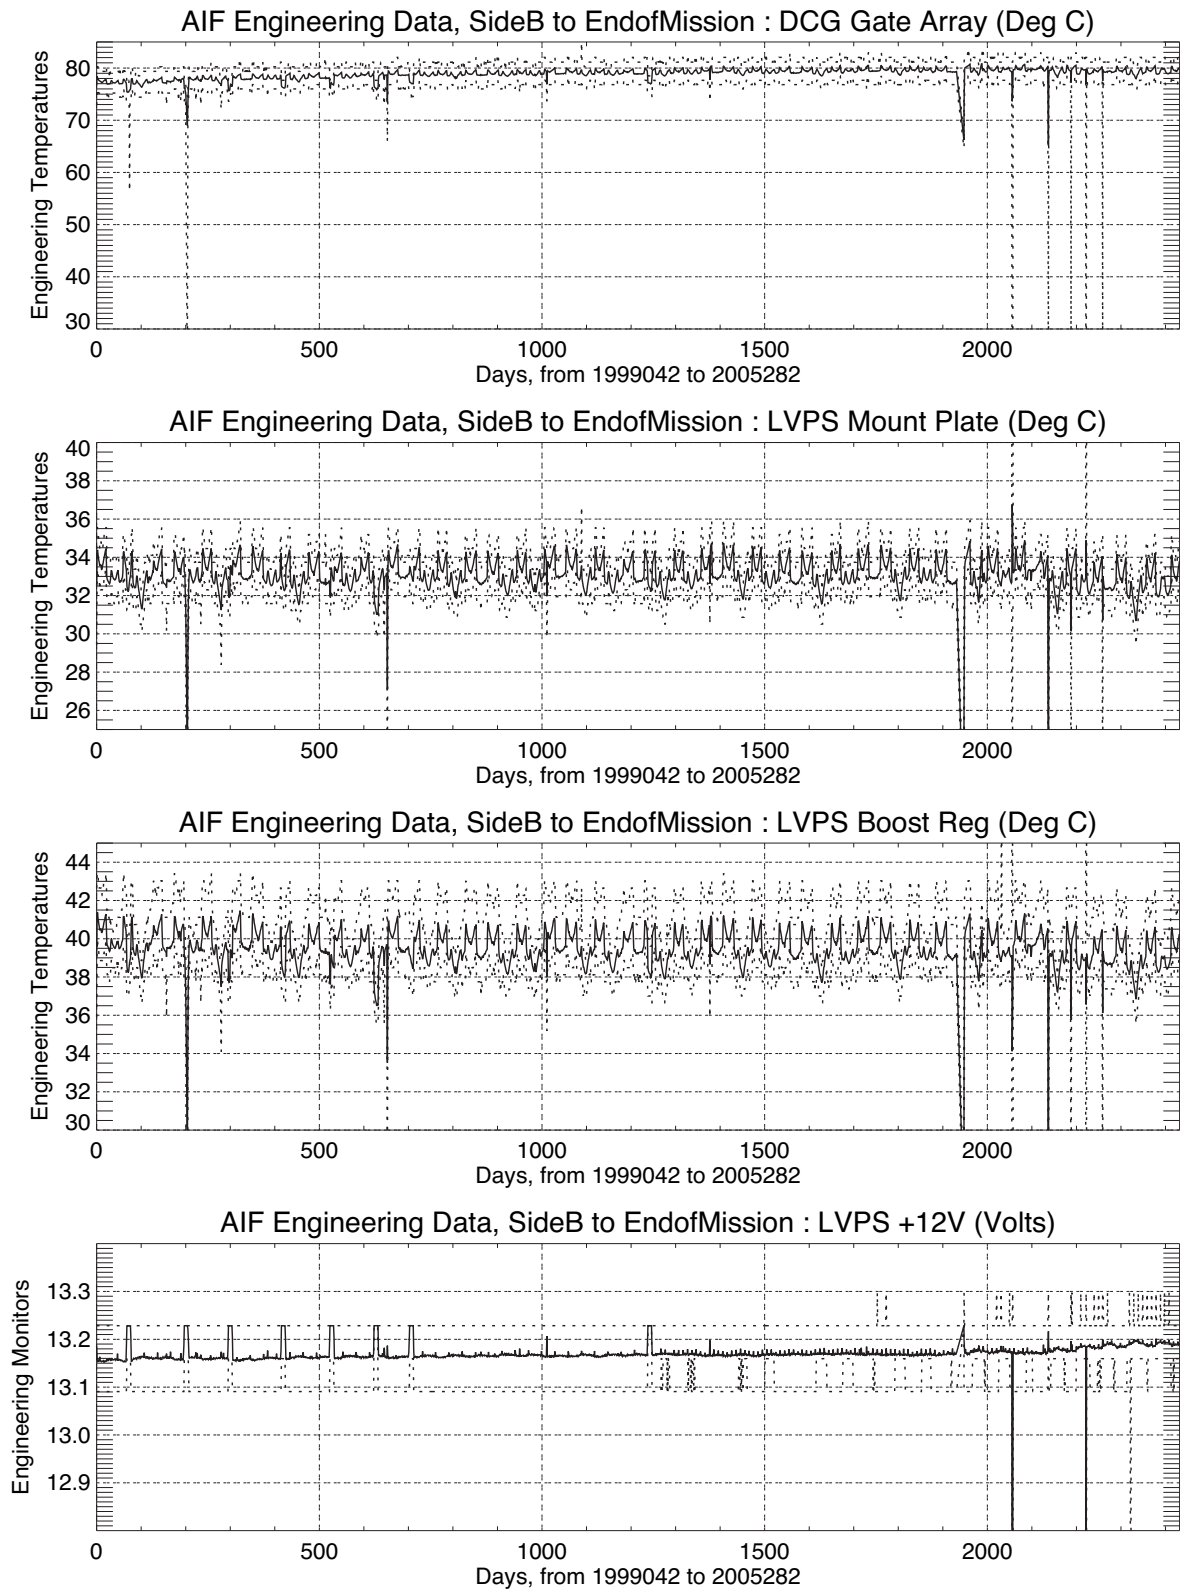 AIF Engineering Data, SideB to EndofMission : DCG Gate Array (Deg C)
Engineering Temperatures
80
70
60
50
40
30
0 500 1000 1500 2000
Days, from 1999042 to 2005282
AIF Engineering Data, SideB to EndofMission : LVPS Mount Plate (Deg C)
Engineering Temperatures
40
38
36
34
32
30
28
26
0 500 1000 1500 2000
Days, from 1999042 to 2005282
AIF Engineering Data, SideB to EndofMission : LVPS Boost Reg (Deg C)
Engineering Temperatures
44
42
40
38
36
34
32
30
0 500 1000 1500 2000
Days, from 1999042 to 2005282
AIF Engineering Data, SideB to EndofMission : LVPS +12V (Volts)
Engineering Monitors
13.3
13.2
13.1
13.0
12.9
0 500 1000 1500 2000
Days, from 1999042 to 2005282